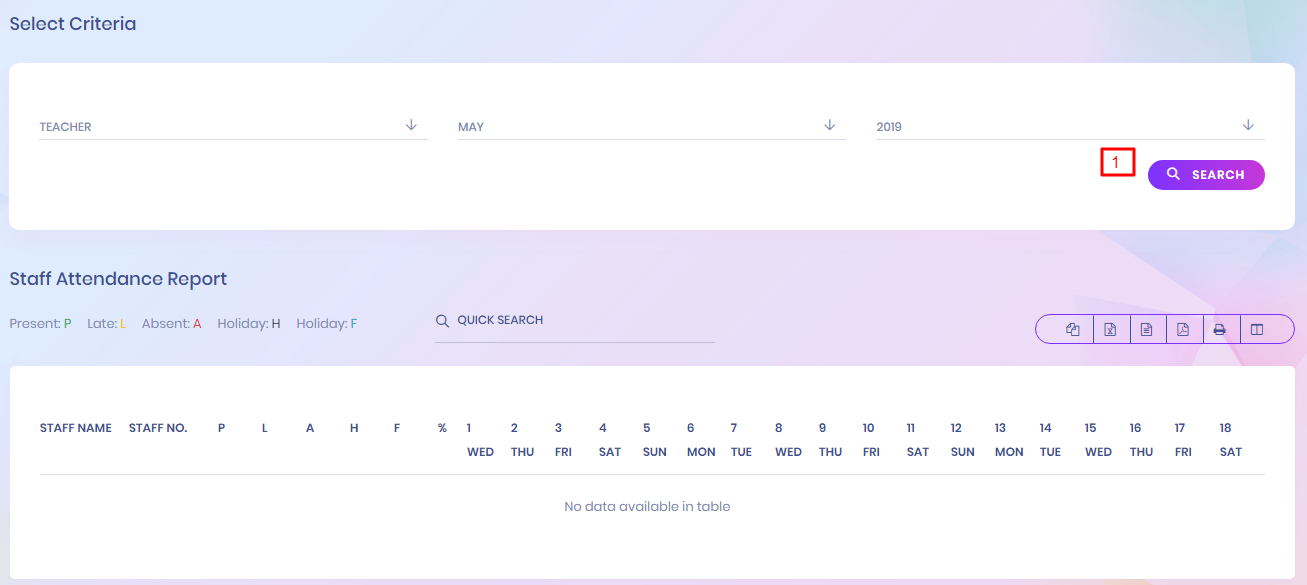 Select Criteria
TEACHER MAY 2019
1
SEARCH
Staff Attendance Report
Present: P Late: L Absent: A Holiday: H Holiday: F QUICK SEARCH
STAFF NAME STAFF NO. P L A H F % 1 2 3 4 5 6 7 8 9 10 11 12 13 14 15 16 17 18
WED THU FRI SAT SUN MON TUE WED THU FRI SAT SUN MON TUE WED THU FRI SAT
No data available in table